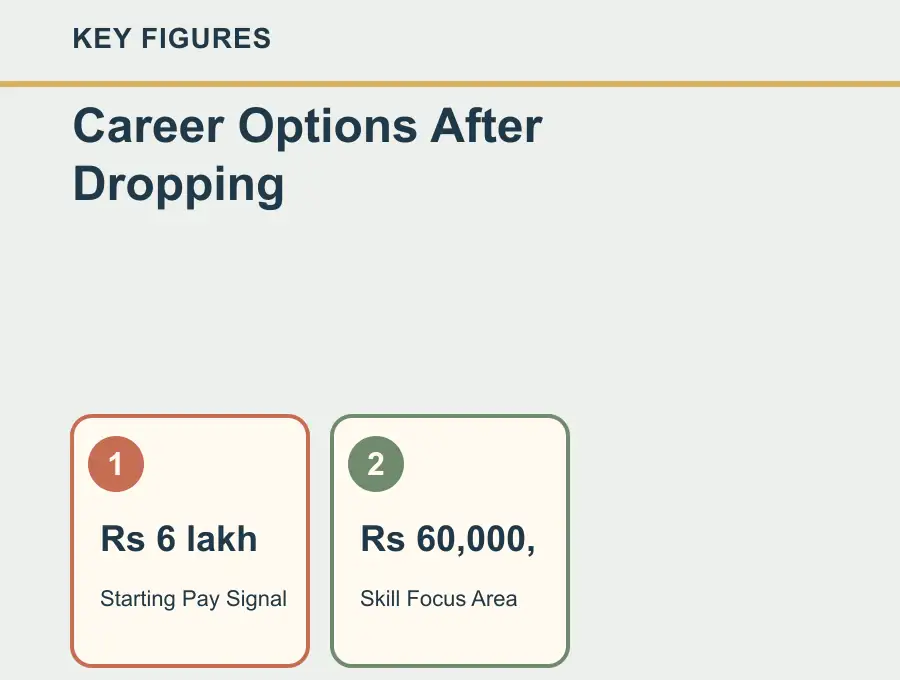 KEY FIGURES
Career Options After
Dropping
1
Rs 6 lakh
Starting Pay Signal
2
Rs 60,000,
Skill Focus Area